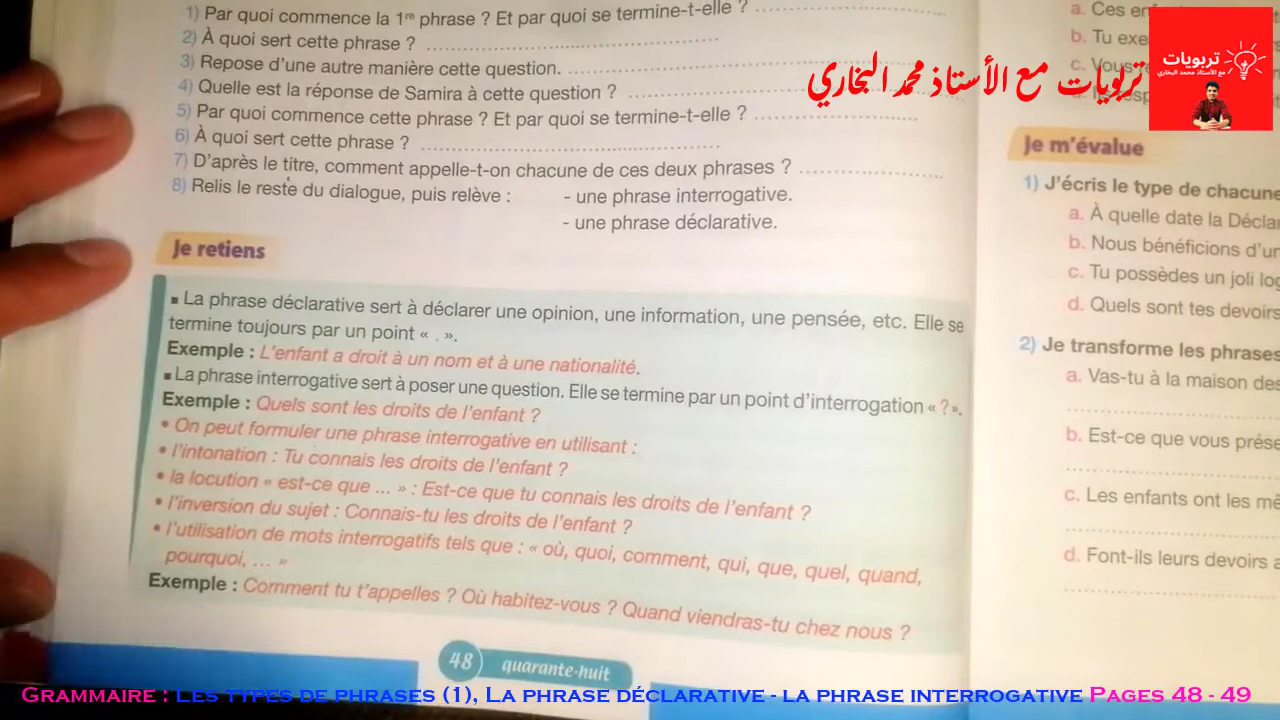 1) Par quoi commence la 1re phrase ? Et par quoi se termine-t-elle ?
2) À quoi sert cette phrase ?
3) Repose d'une autre manière cette question.
4) Quelle est la réponse de Samira à cette question ?
5) Par quoi commence cette phrase ? Et par quoi se termine-t-elle ?
6) À quoi sert cette phrase ?
7) D'après le titre, comment appelle-t-on chacune de ces deux phrases ?
8) Relis le reste du dialogue, puis relève : - une phrase interrogative.
- une phrase déclarative.
Je retiens
▪ La phrase déclarative sert à déclarer une opinion, une information, une pensée, etc. Elle se
termine toujours par un point « . ».
Exemple : L'enfant a droit à un nom et à une nationalité.
▪ La phrase interrogative sert à poser une question. Elle se termine par un point d'interrogation « ? ».
Exemple : Quels sont les droits de l'enfant ?
• On peut formuler une phrase interrogative en utilisant :
• l'intonation : Tu connais les droits de l'enfant ?
• la locution « est-ce que ... » : Est-ce que tu connais les droits de l'enfant ?
• l'inversion du sujet : Connais-tu les droits de l'enfant ?
• l'utilisation de mots interrogatifs tels que : « où, quoi, comment, qui, que, quel, quand,
pourquoi, ... »
Exemple : Comment tu t'appelles ? Où habitez-vous ? Quand viendras-tu chez nous ?
48 quarante-huit
a. Ces
b. Tu
c. Vous
تربويات مع الأستاذ محمد البخاري
تربويات
مع الأستاذ محمد البخاري
Je m'évalue
1) J'écris le type de chacune
a. À quelle date la
b. Nous bénéficions
c. Tu possèdes un joli
d. Quels sont tes devoirs
2) Je transforme les phrases
a. Vas-tu à la maison
b. Est-ce que vous
c. Les enfants ont les
d. Font-ils leurs devoirs
Grammaire : Les types de phrases (1), La phrase déclarative - la phrase interrogative Pages 48 - 49